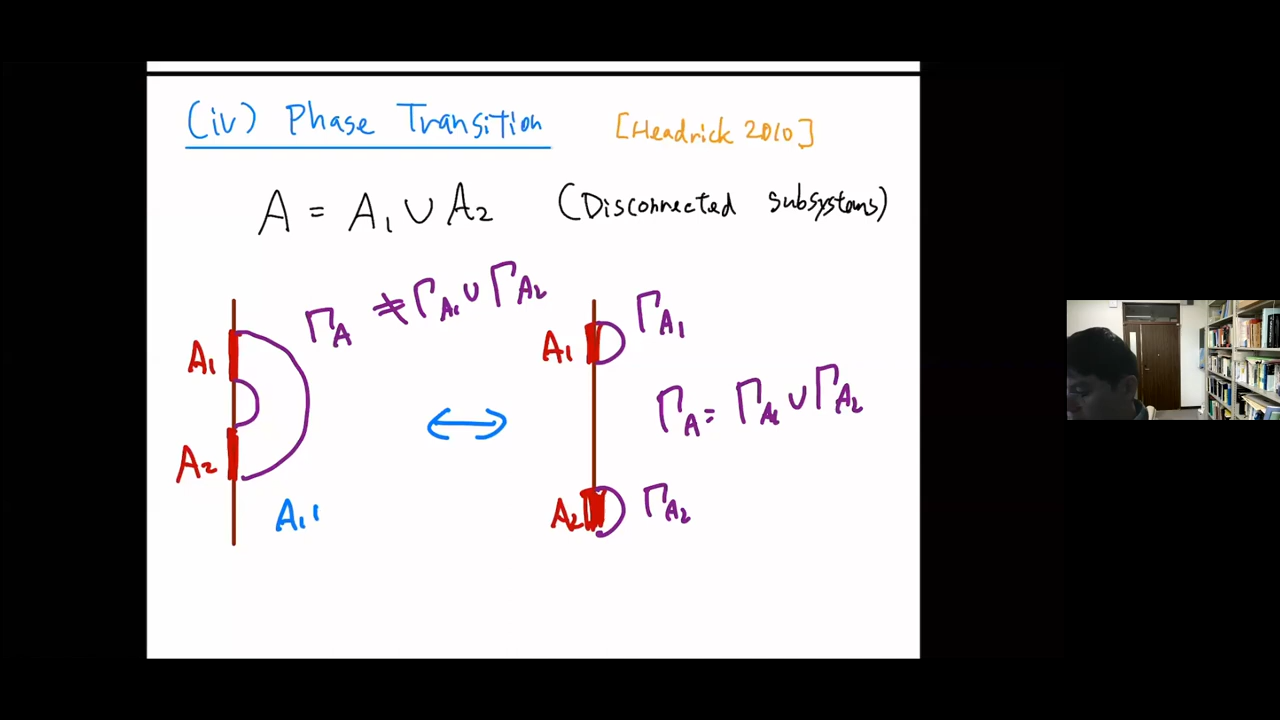 (iv) Phase Transition [Headrick 2010]
A = A₁ ∪ A₂ (Disconnected subsystems)
Γ_A ≠ Γ_A₁ ∪ Γ_A₂
A₁
A₂
A₁,
A₁ Γ_A₁
Γ_A = Γ_A₁ ∪ Γ_A₂
A₂ Γ_A₂